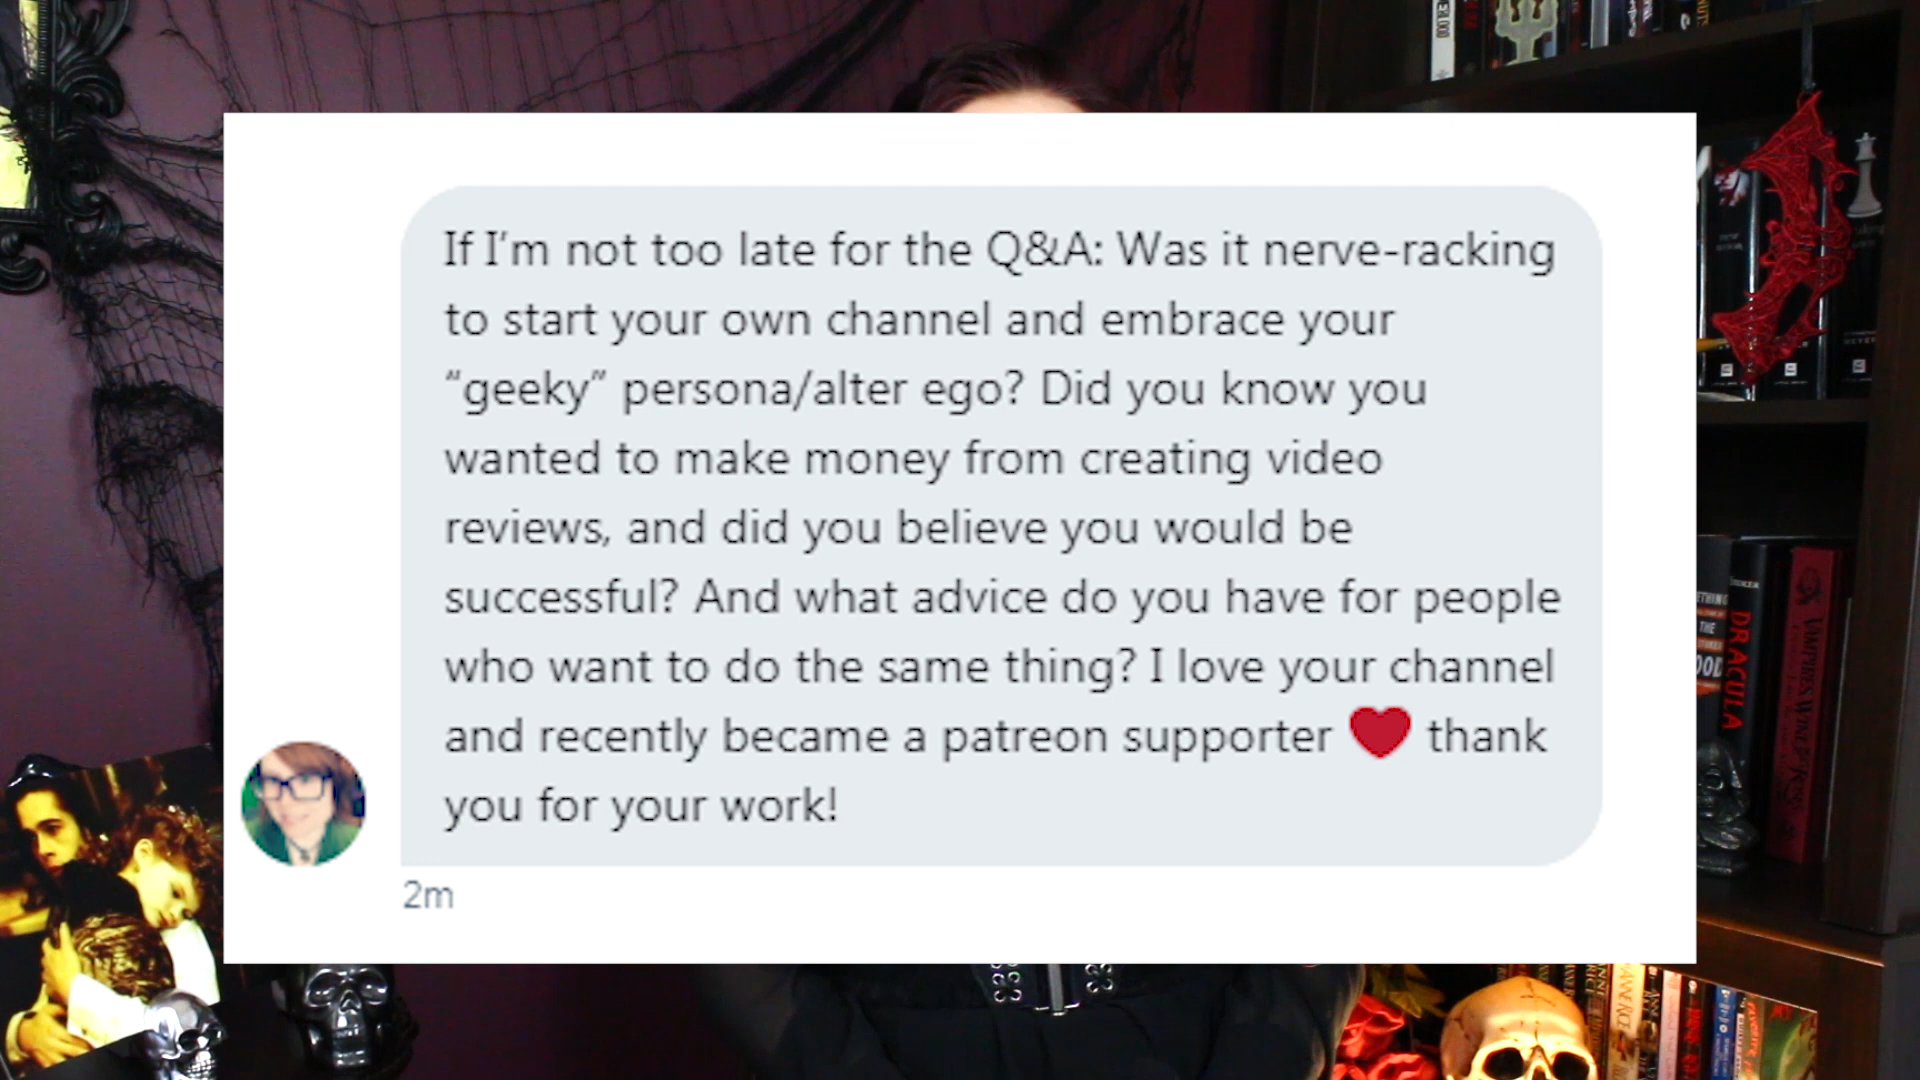 If I'm not too late for the Q&A: Was it nerve-racking
to start your own channel and embrace your
“geeky” persona/alter ego? Did you know you
wanted to make money from creating video
reviews, and did you believe you would be
successful? And what advice do you have for people
who want to do the same thing? I love your channel
and recently became a patreon supporter ❤ thank
you for your work!
2m
THE
DRACULA